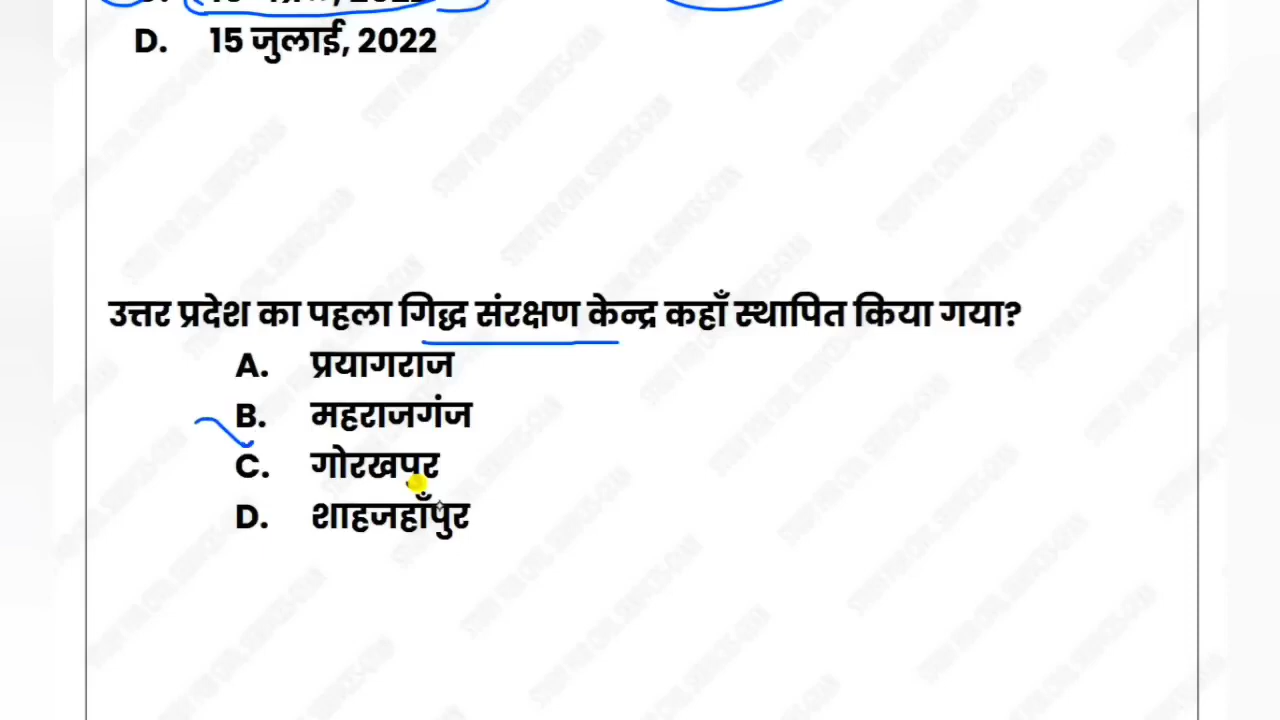 D. 15 जुलाई, 2022
उत्तर प्रदेश का पहला गिद्ध संरक्षण केन्द्र कहाँ स्थापित किया गया?
A. प्रयागराज
B. महराजगंज
C. गोरखपुर
D. शाहजहाँपुर